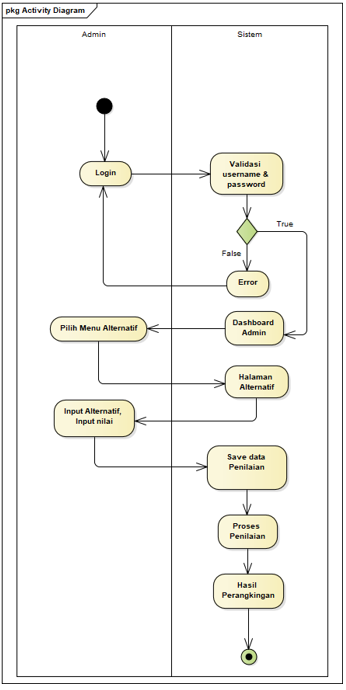 pkg Activity Diagram
Admin
Sistem
Login
Validasi
username &
password
True
False
Error
Dashboard
Admin
Pilih Menu Alternatif
Halaman
Alternatif
Input Alternatif,
Input nilai
Save data
Penilaian
Proses
Penilaian
Hasil
Perangkingan